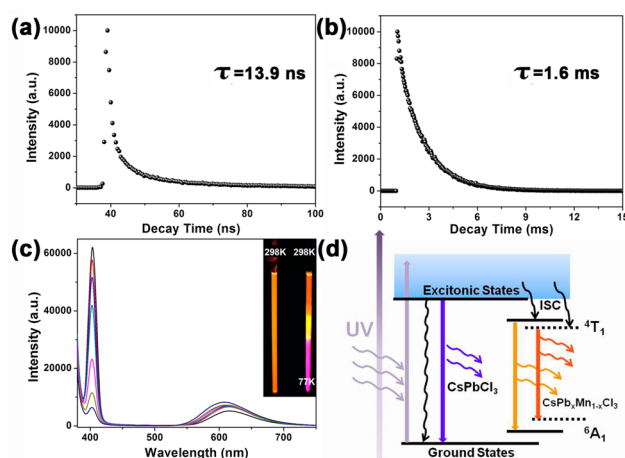 (a)
τ=13.9 ns
Intensity (a.u.)
10000
8000
6000
4000
2000
0
40
60
80
100
Decay Time (ns)
(b)
τ=1.6 ms
Intensity (a.u.)
10000
8000
6000
4000
2000
0
0
3
6
9
12
15
Decay Time (ms)
(c)
298K
298K
77K
Intensity (a.u.)
60000
50000
40000
30000
20000
10000
0
400
500
600
700
Wavelength (nm)
(d)
Excitonic States
ISC
UV
⁴T₁
CsPbCl₃
CsPbₓMn₁₋ₓCl₃
⁶A₁
Ground States